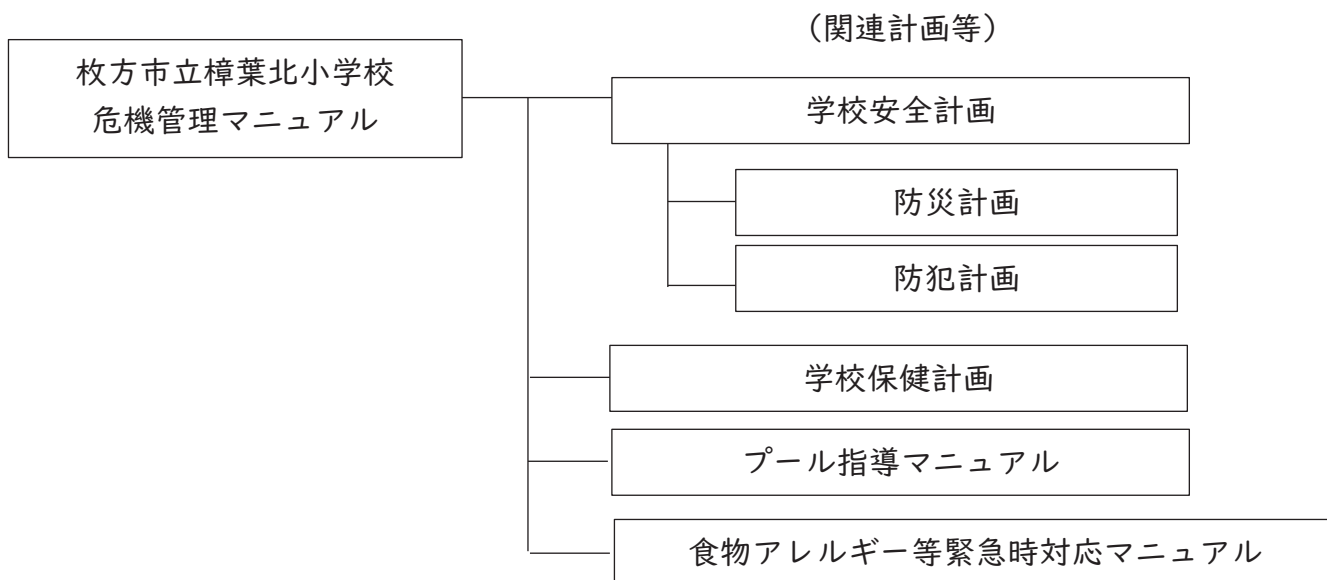 (関連計画等)
枚方市立樟葉北小学校
危機管理マニュアル
学校安全計画
防災計画
防犯計画
学校保健計画
プール指導マニュアル
食物アレルギー等緊急時対応マニュアル